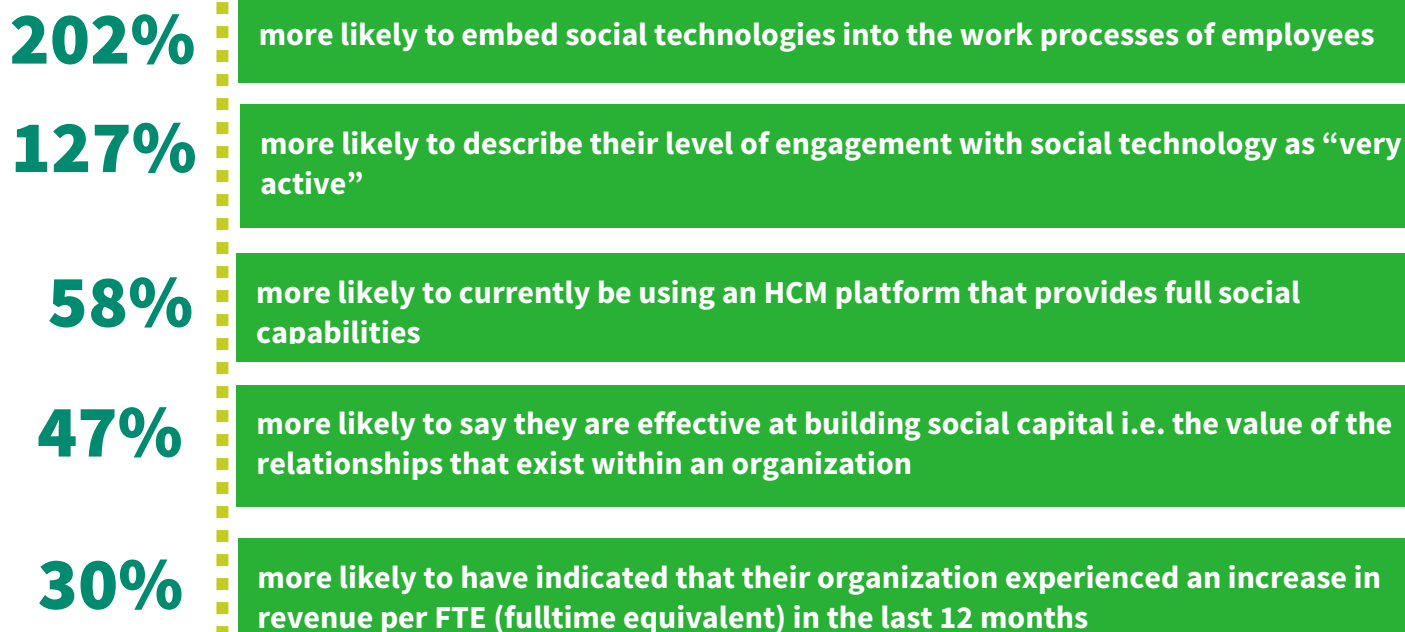 202%
more likely to embed social technologies into the work processes of employees
127%
more likely to describe their level of engagement with social technology as “very
active”
58%
more likely to currently be using an HCM platform that provides full social
capabilities
47%
more likely to say they are effective at building social capital i.e. the value of the
relationships that exist within an organization
30%
more likely to have indicated that their organization experienced an increase in
revenue per FTE (fulltime equivalent) in the last 12 months